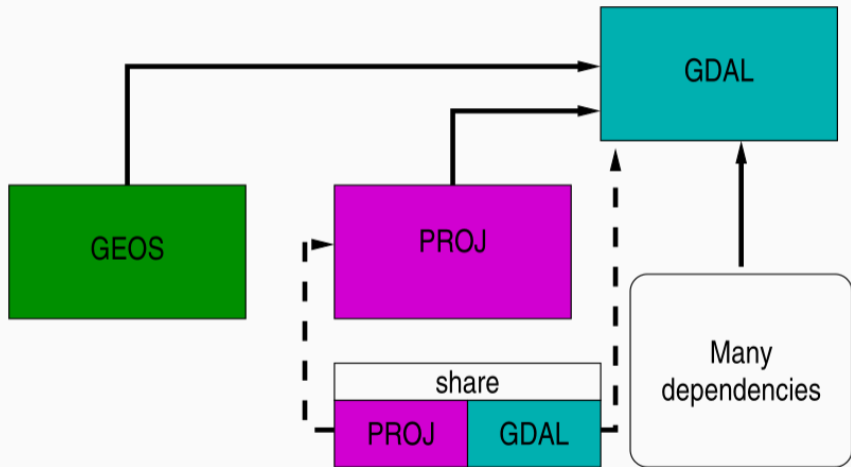 GDAL
GEOS
PROJ
Many
dependencies
share
PROJ
GDAL